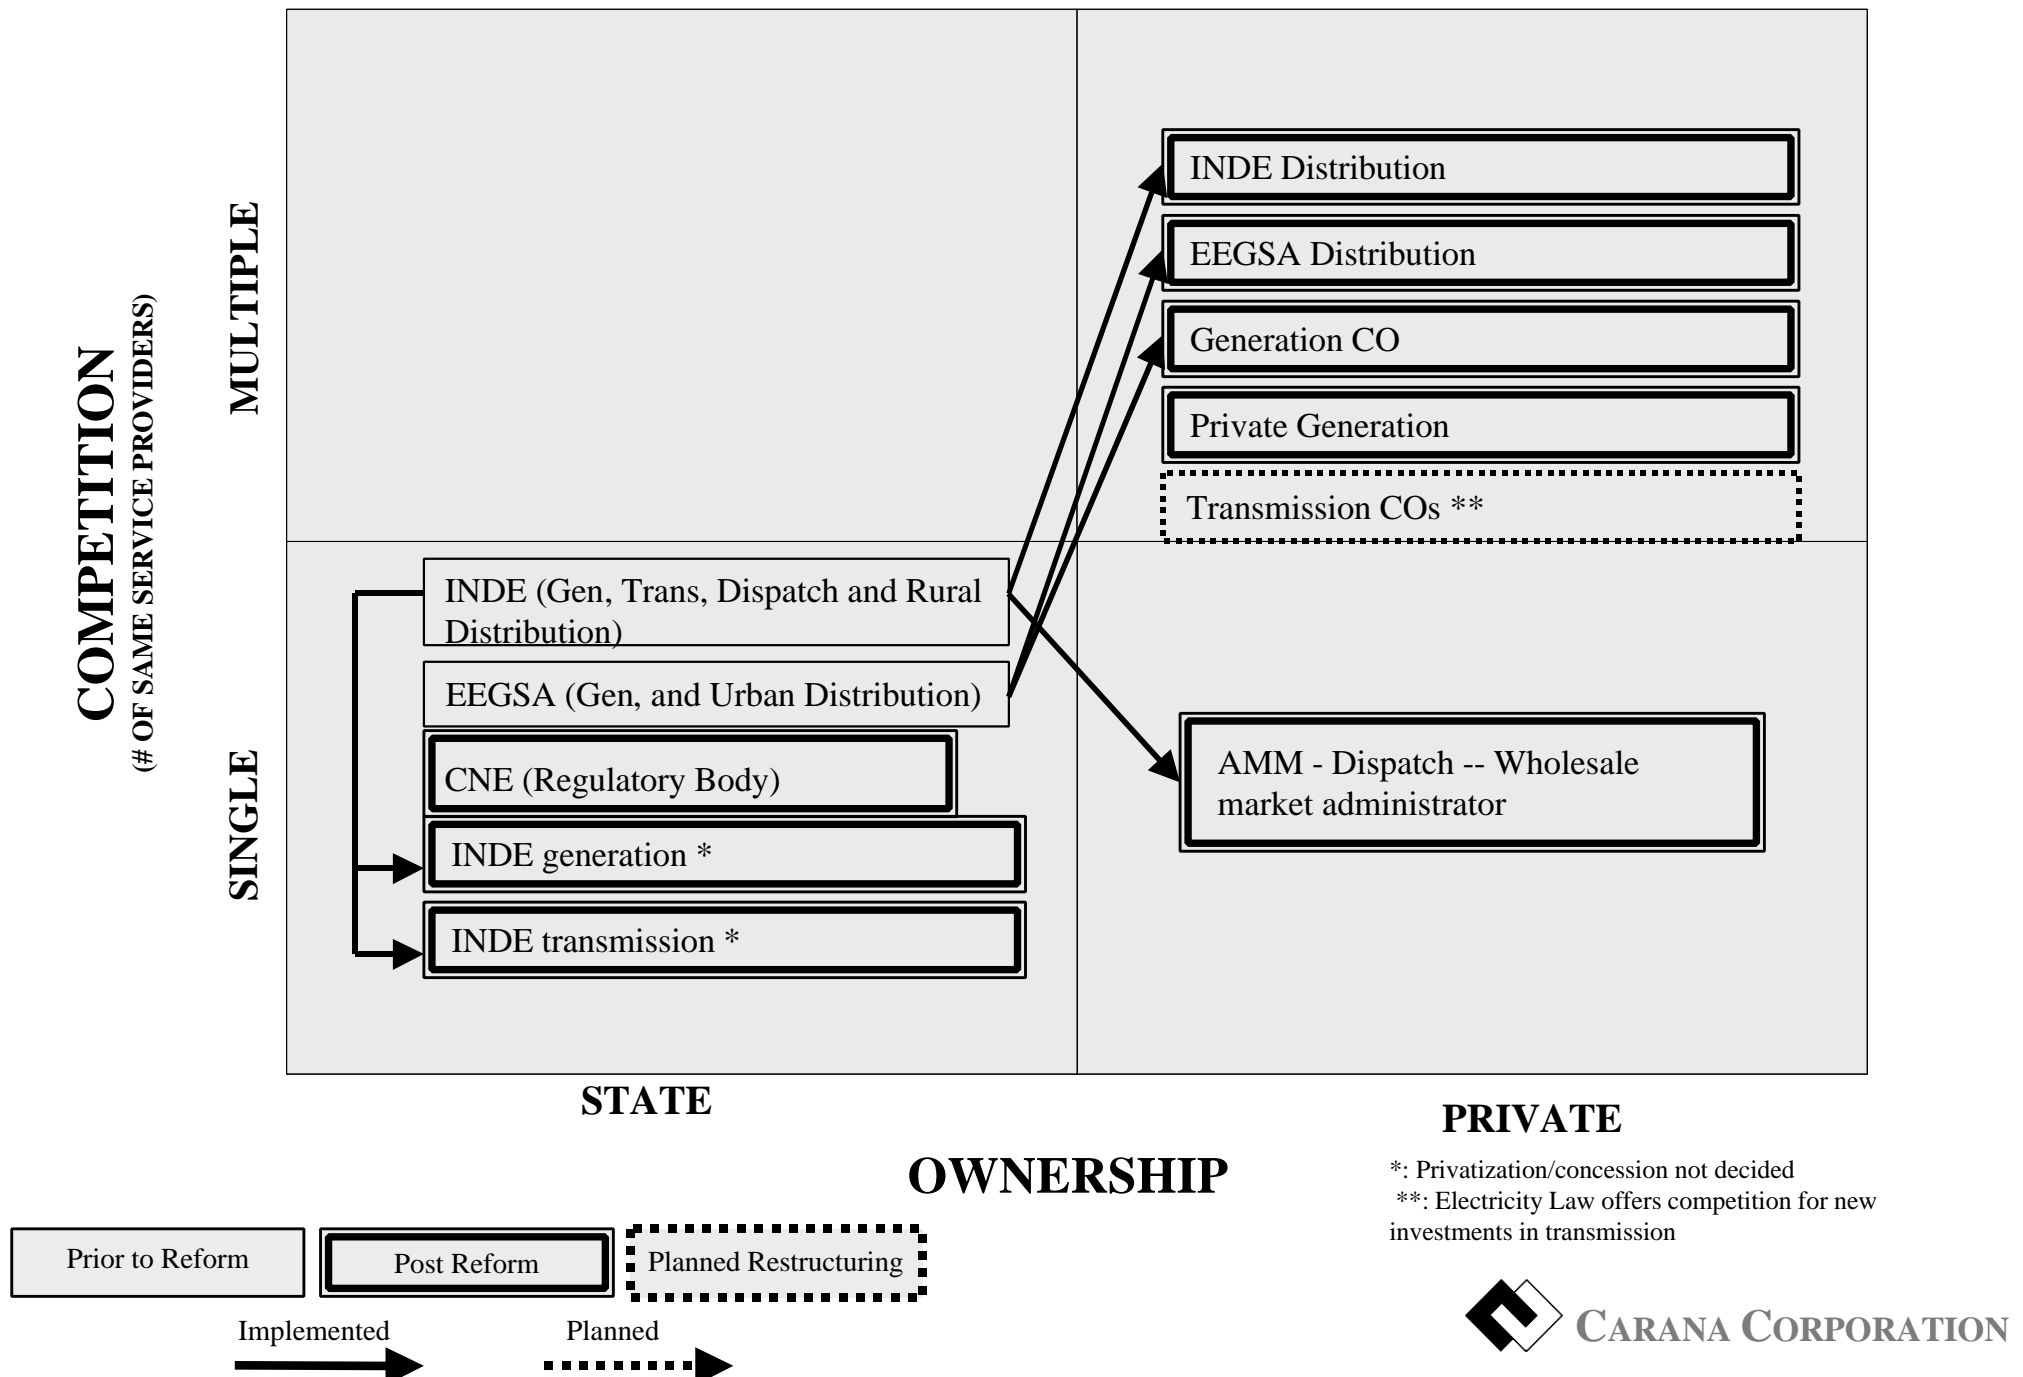 COMPETITION
(# OF SAME SERVICE PROVIDERS)
MULTIPLE
SINGLE
INDE Distribution
EEGSA Distribution
Generation CO
Private Generation
Transmission COs **
INDE (Gen, Trans, Dispatch and Rural
Distribution)
EEGSA (Gen, and Urban Distribution)
CNE (Regulatory Body)
INDE generation *
INDE transmission *
AMM - Dispatch -- Wholesale
market administrator
STATE
PRIVATE
OWNERSHIP
*: Privatization/concession not decided
**: Electricity Law offers competition for new
investments in transmission
Prior to Reform
Post Reform
Planned Restructuring
Implemented
Planned
CARANA CORPORATION